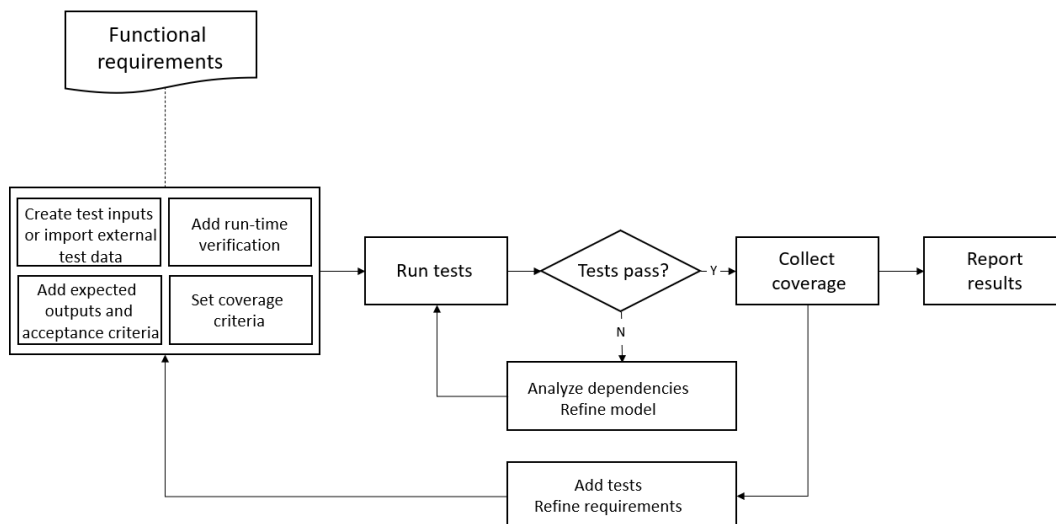 Functional
requirements
Create test inputs
or import external
test data
Add run-time
verification
Add expected
outputs and
acceptance criteria
Set coverage
criteria
Run tests
Tests pass?
Y
N
Collect
coverage
Report
results
Analyze dependencies
Refine model
Add tests
Refine requirements